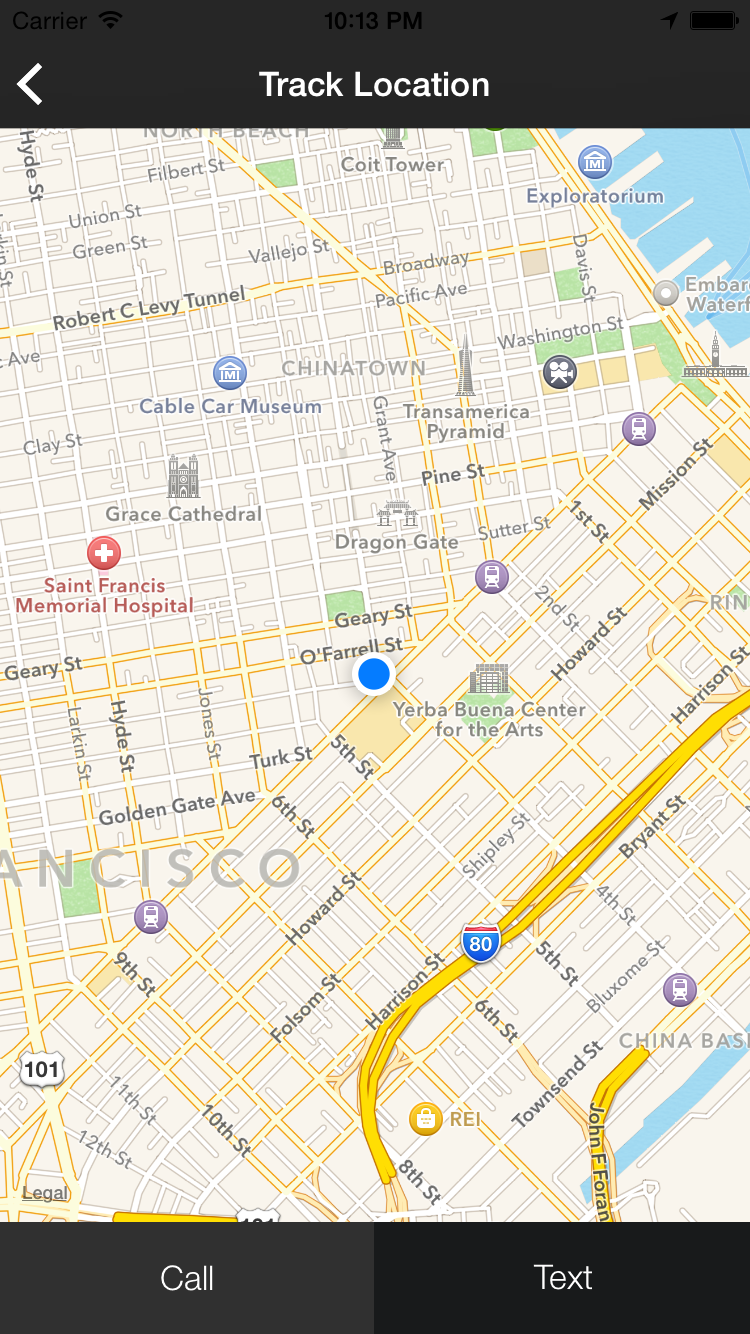 Carrier 10:13 PM
Track Location
NORTH BEACH
Hyde St
Coit Tower
Filbert St
Exploratorium
Union St
Green St
Vallejo St
Broadway
Davis St
Pacific Ave
Robert C Levy Tunnel
Embar
Waterf
Washington St
Ave
CHINATOWN
Cable Car Museum
Grant Ave
Transamerica
Pyramid
Clay St
Pine St
Mission St
Grace Cathedral
1st St
Sutter St
Dragon Gate
Saint Francis
Memorial Hospital
2nd St
RIN
Geary St
Howard St
O'Farrell St
Geary St
Harrison St
Yerba Buena Center
for the Arts
Larkin St
Hyde St
Jones St
Turk St
5th St
Golden Gate Ave
6th St
Bryant St
Shipley St
ANCISCO
Howard St
4th St
80
9th St
5th St
Bluxome St
Folsom St
Harrison St
6th St
CHINA BASI
101
Townsend St
11th St
10th St
REI
John F Foran
12th St
8th St
Legal
101
Call
Text